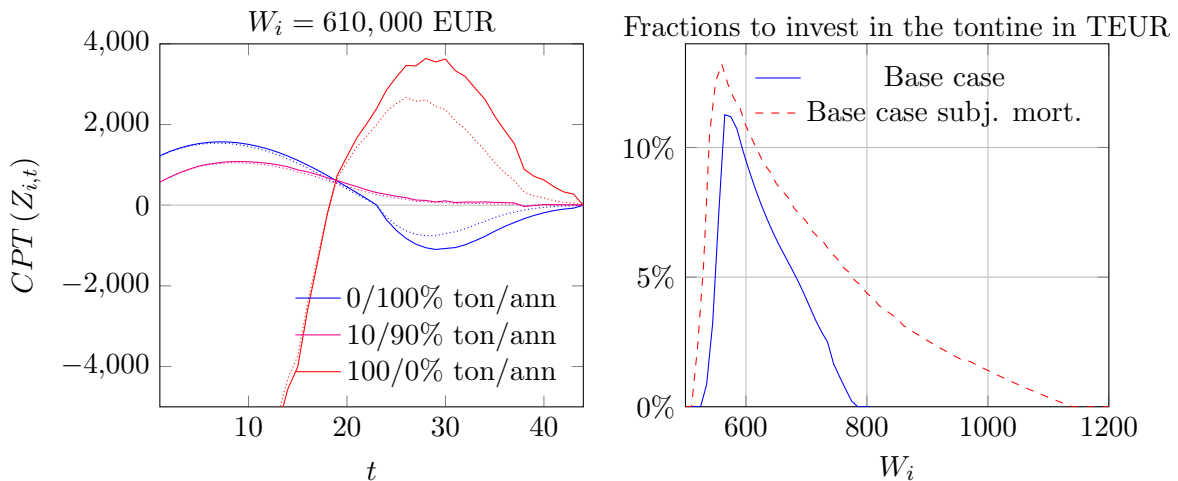 W_i = 610,000 EUR
4,000
2,000
0
−2,000
−4,000
CPT (Z_{i,t})
0/100% ton/ann
10/90% ton/ann
100/0% ton/ann
10
20
30
40
t
Fractions to invest in the tontine in TEUR
Base case
Base case subj. mort.
10%
5%
0%
600
800
1000
1200
W_i